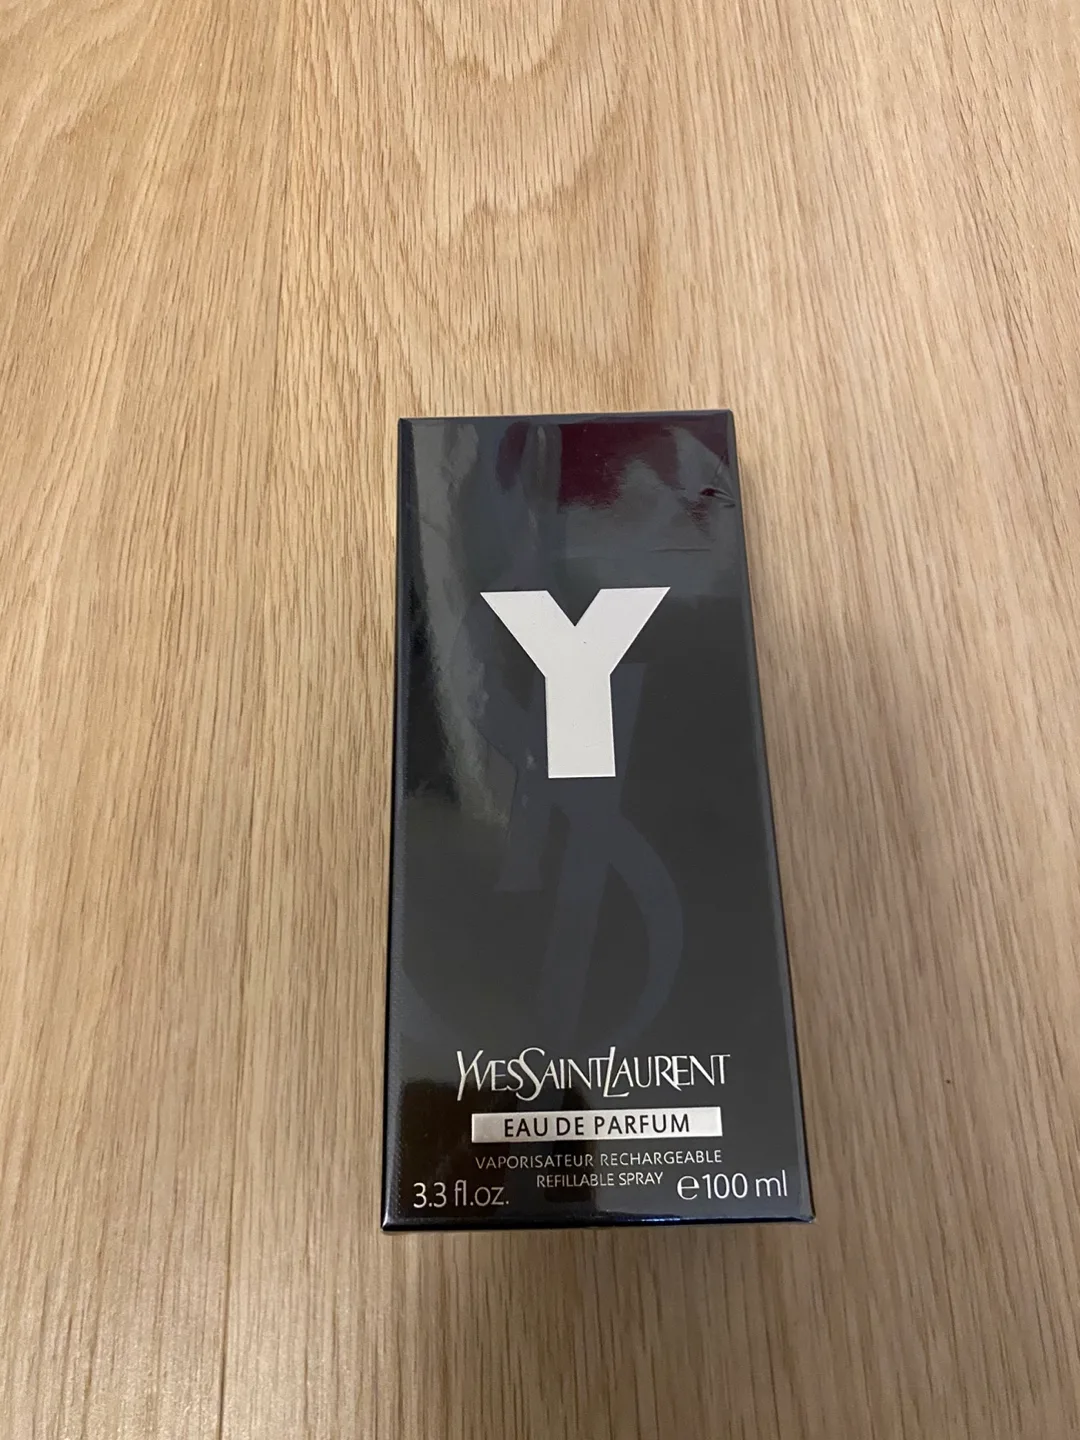 Y
YVESSAINTLAURENT
EAU DE PARFUM
VAPORISATEUR RECHARGEABLE
REFILLABLE SPRAY
3.3 fl.oz. ℮100 ml